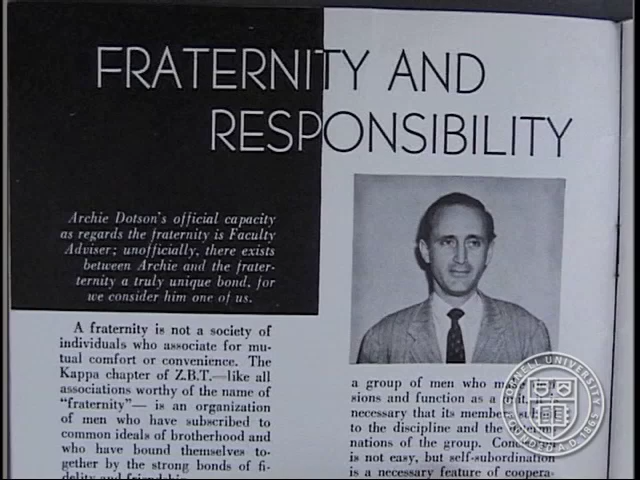 FRATERNITY AND
RESPONSIBILITY
Archie Dotson's official capacity
as regards the fraternity is Faculty
Adviser; unofficially, there exists
between Archie and the frater-
ternity a truly unique bond, for
we consider him one of us.
A fraternity is not a society of
individuals who associate for mu-
tual comfort or convenience. The
Kappa chapter of Z.B.T.—like all
associations worthy of the name of
"fraternity"— is an organization
of men who have subscribed to
common ideals of brotherhood and
who have bound themselves to-
gether by the strong bonds of fi-
delity and friendship
a group of men who
sions and function as a
necessary that its
to the discipline and the
nations of the group.
is not easy, but self-subordination
is a necessary feature of coopera-
CORNELL UNIVERSITY
FOUNDED A.D. 1865